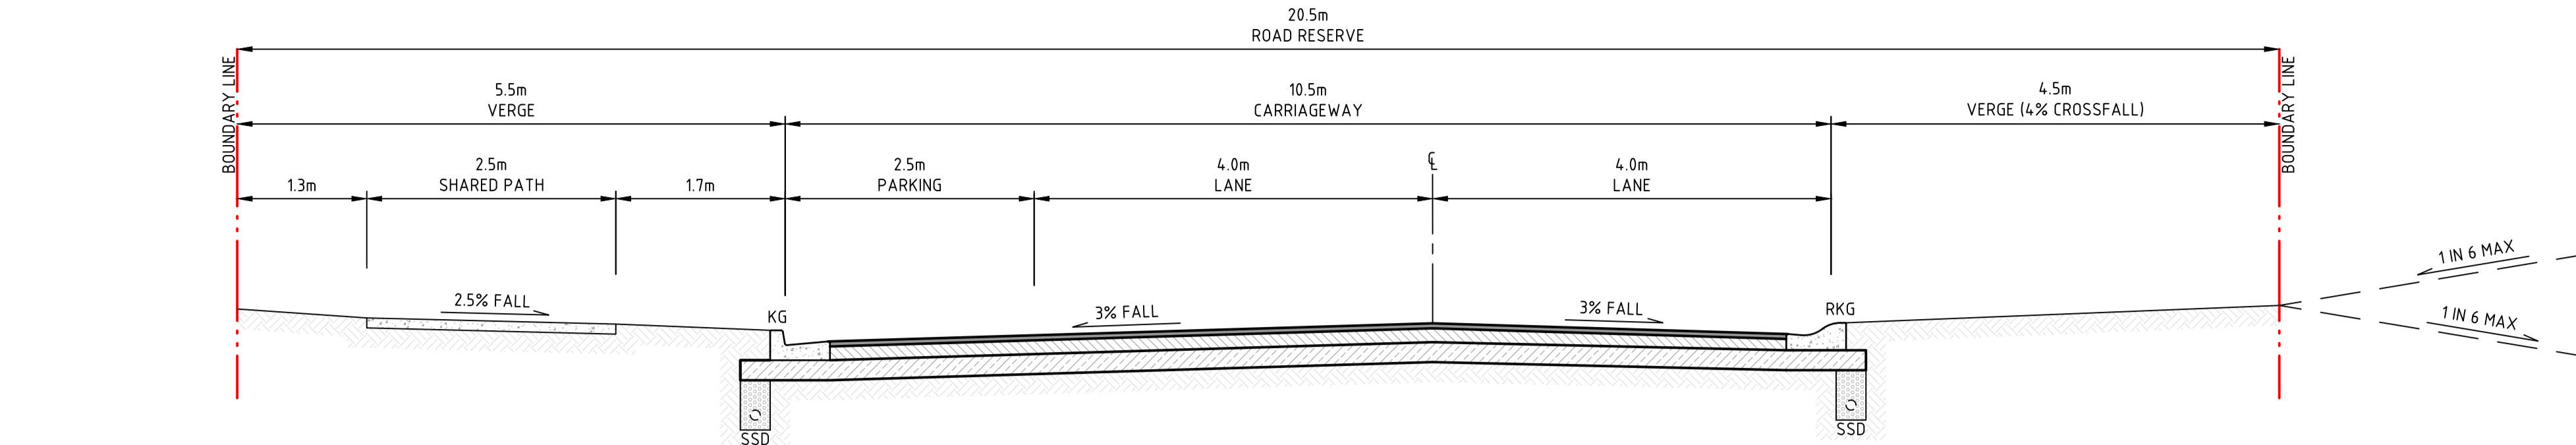 20.5m
ROAD RESERVE
BOUNDARY LINE
BOUNDARY LINE
5.5m
VERGE
10.5m
CARRIAGEWAY
4.5m
VERGE (4% CROSSFALL)
1.3m
2.5m
SHARED PATH
1.7m
2.5m
PARKING
4.0m
LANE
℄
4.0m
LANE
1 IN 6 MAX
2.5% FALL
KG
3% FALL
3% FALL
RKG
1 IN 6 MAX
SSD
SSD